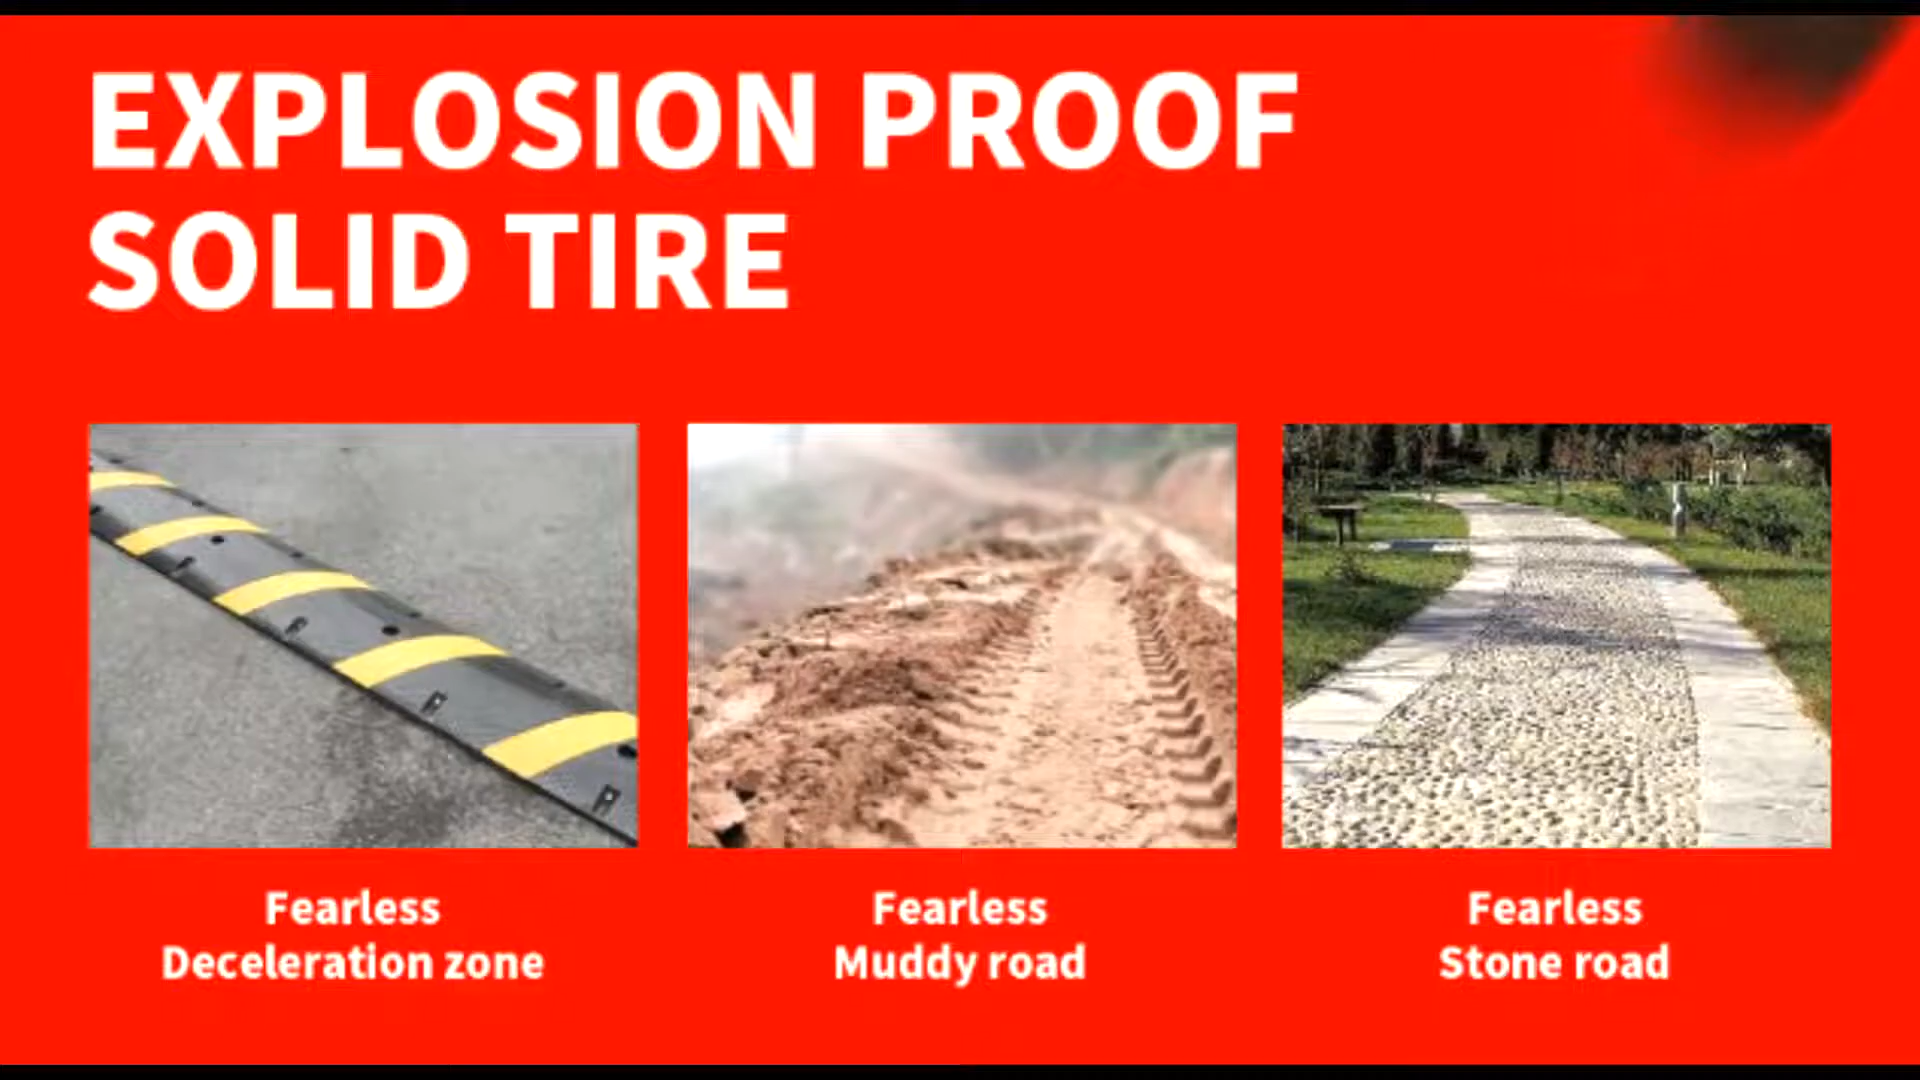 EXPLOSION PROOF
SOLID TIRE
Fearless
Deceleration zone
Fearless
Muddy road
Fearless
Stone road